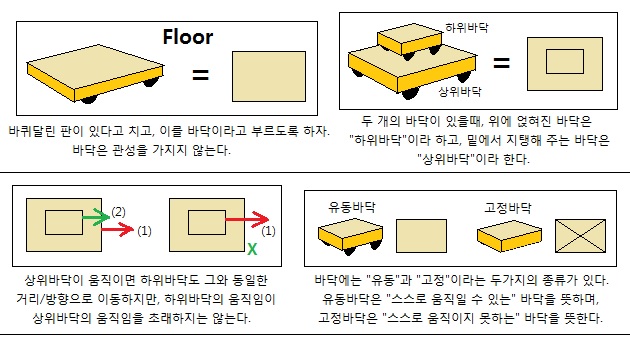 Floor
=
바퀴달린 판이 있다고 치고, 이를 바닥이라고 부르도록 하자.
바닥은 관성을 가지지 않는다.
하위바닥
=
상위바닥
두 개의 바닥이 있을때, 위에 얹혀진 바닥은
"하위바닥"이라 하고, 밑에서 지탱해 주는 바닥은
"상위바닥"이라 한다.
(2)
(1)
(1)
X
상위바닥이 움직이면 하위바닥도 그와 동일한
거리/방향으로 이동하지만, 하위바닥의 움직임이
상위바닥의 움직임을 초래하지는 않는다.
유동바닥
고정바닥
바닥에는 "유동"과 "고정"이라는 두가지의 종류가 있다.
유동바닥은 "스스로 움직일 수 있는" 바닥을 뜻하며,
고정바닥은 "스스로 움직이지 못하는" 바닥을 뜻한다.